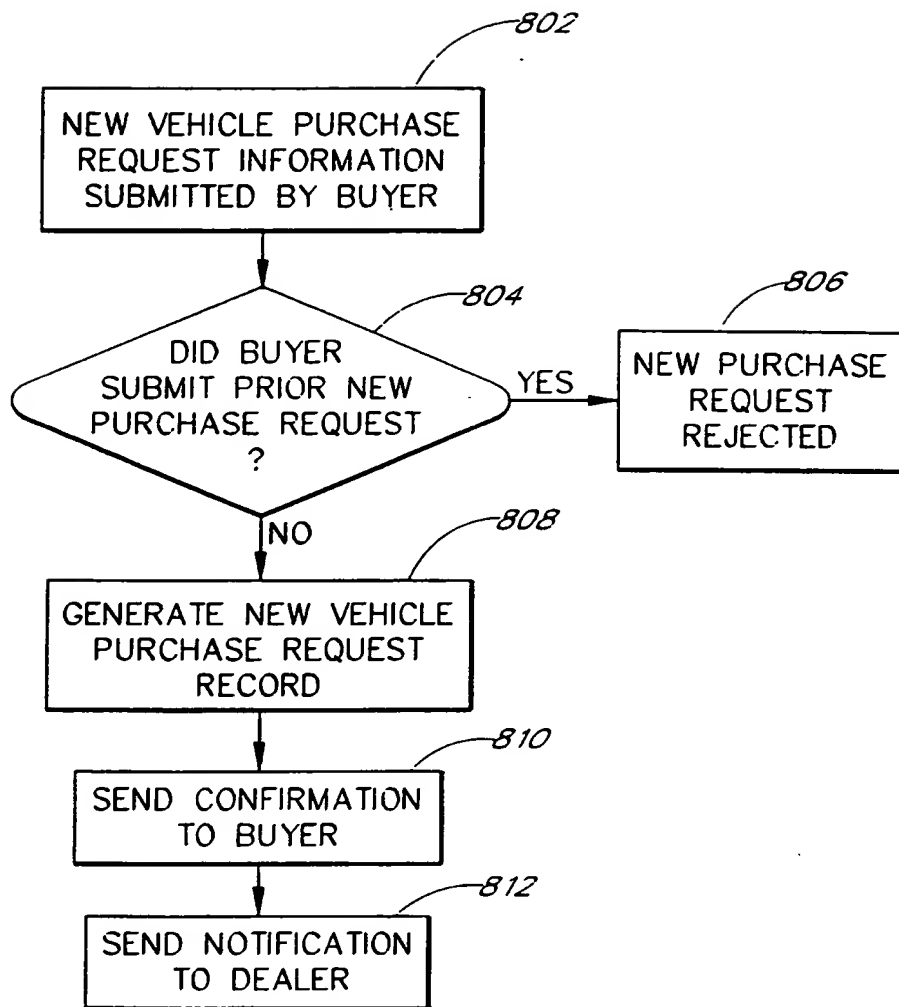 802
NEW VEHICLE PURCHASE
REQUEST INFORMATION
SUBMITTED BY BUYER
804
DID BUYER
SUBMIT PRIOR NEW
PURCHASE REQUEST
?
YES
806
NEW PURCHASE
REQUEST
REJECTED
NO
808
GENERATE NEW VEHICLE
PURCHASE REQUEST
RECORD
810
SEND CONFIRMATION
TO BUYER
812
SEND NOTIFICATION
TO DEALER